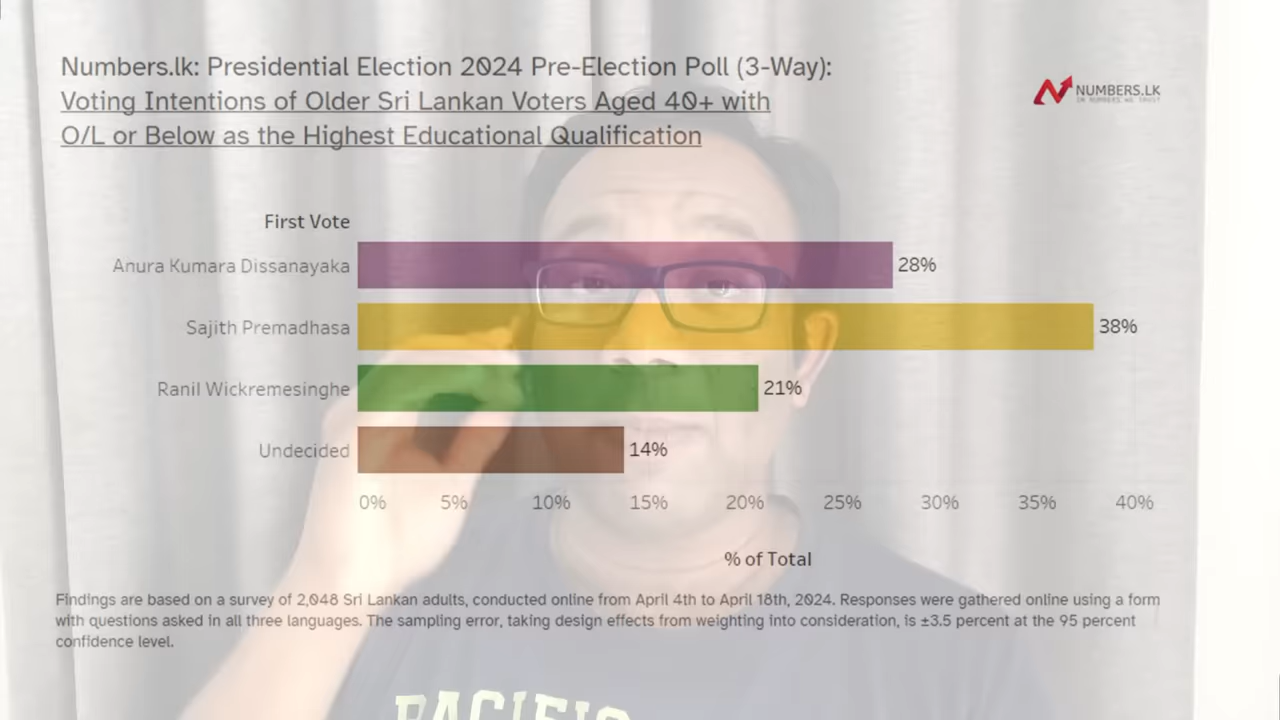 Numbers.lk: Presidential Election 2024 Pre-Election Poll (3-Way):
Voting Intentions of Older Sri Lankan Voters Aged 40+ with
O/L or Below as the Highest Educational Qualification
NUMBERS.LK
IN NUMBERS, WE TRUST
First Vote
Anura Kumara Dissanayaka 28%
Sajith Premadhasa 38%
Ranil Wickremesinghe 21%
Undecided 14%
0% 5% 10% 15% 20% 25% 30% 35% 40%
% of Total
Findings are based on a survey of 2,048 Sri Lankan adults, conducted online from April 4th to April 18th, 2024. Responses were gathered online using a form
with questions asked in all three languages. The sampling error, taking design effects from weighting into consideration, is ±3.5 percent at the 95 percent
confidence level.
PACIFIC